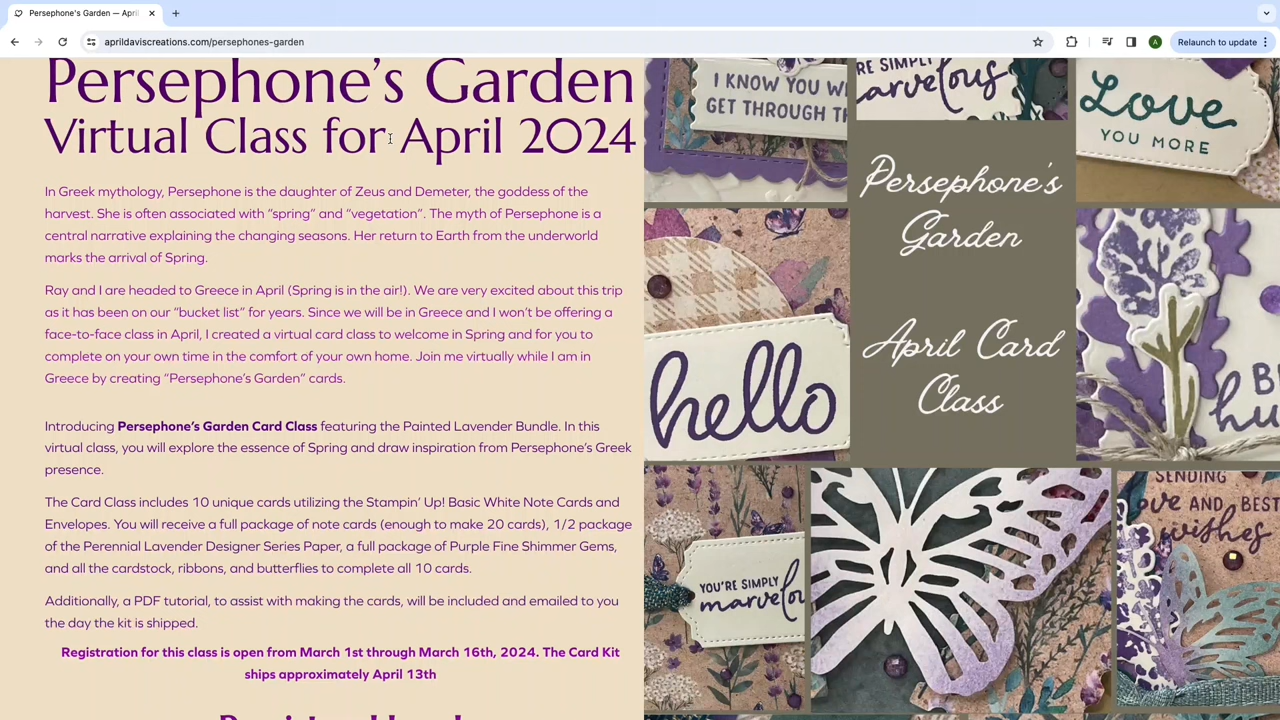 Persephone's Garden — April
aprildaviscreations.com/persephones-garden
A
Relaunch to update
Persephone's Garden
Virtual Class for April 2024
In Greek mythology, Persephone is the daughter of Zeus and Demeter, the goddess of the
harvest. She is often associated with “spring” and “vegetation”. The myth of Persephone is a
central narrative explaining the changing seasons. Her return to Earth from the underworld
marks the arrival of Spring.
Ray and I are headed to Greece in April (Spring is in the air!). We are very excited about this trip
as it has been on our “bucket list” for years. Since we will be in Greece and I won’t be offering a
face-to-face class in April, I created a virtual card class to welcome in Spring and for you to
complete on your own time in the comfort of your own home. Join me virtually while I am in
Greece by creating “Persephone’s Garden” cards.
Introducing Persephone’s Garden Card Class featuring the Painted Lavender Bundle. In this
virtual class, you will explore the essence of Spring and draw inspiration from Persephone’s Greek
presence.
The Card Class includes 10 unique cards utilizing the Stampin’ Up! Basic White Note Cards and
Envelopes. You will receive a full package of note cards (enough to make 20 cards), 1/2 package
of the Perennial Lavender Designer Series Paper, a full package of Purple Fine Shimmer Gems,
and all the cardstock, ribbons, and butterflies to complete all 10 cards.
Additionally, a PDF tutorial, to assist with making the cards, will be included and emailed to you
the day the kit is shipped.
Registration for this class is open from March 1st through March 16th, 2024. The Card Kit
ships approximately April 13th
I KNOW YOU
GET THROUGH
SIMPLY
Love
YOU MORE
Persephone's
Garden
April Card
Class
hello
YOU'RE SIMPLY
SENDING
AND BEST
wishes